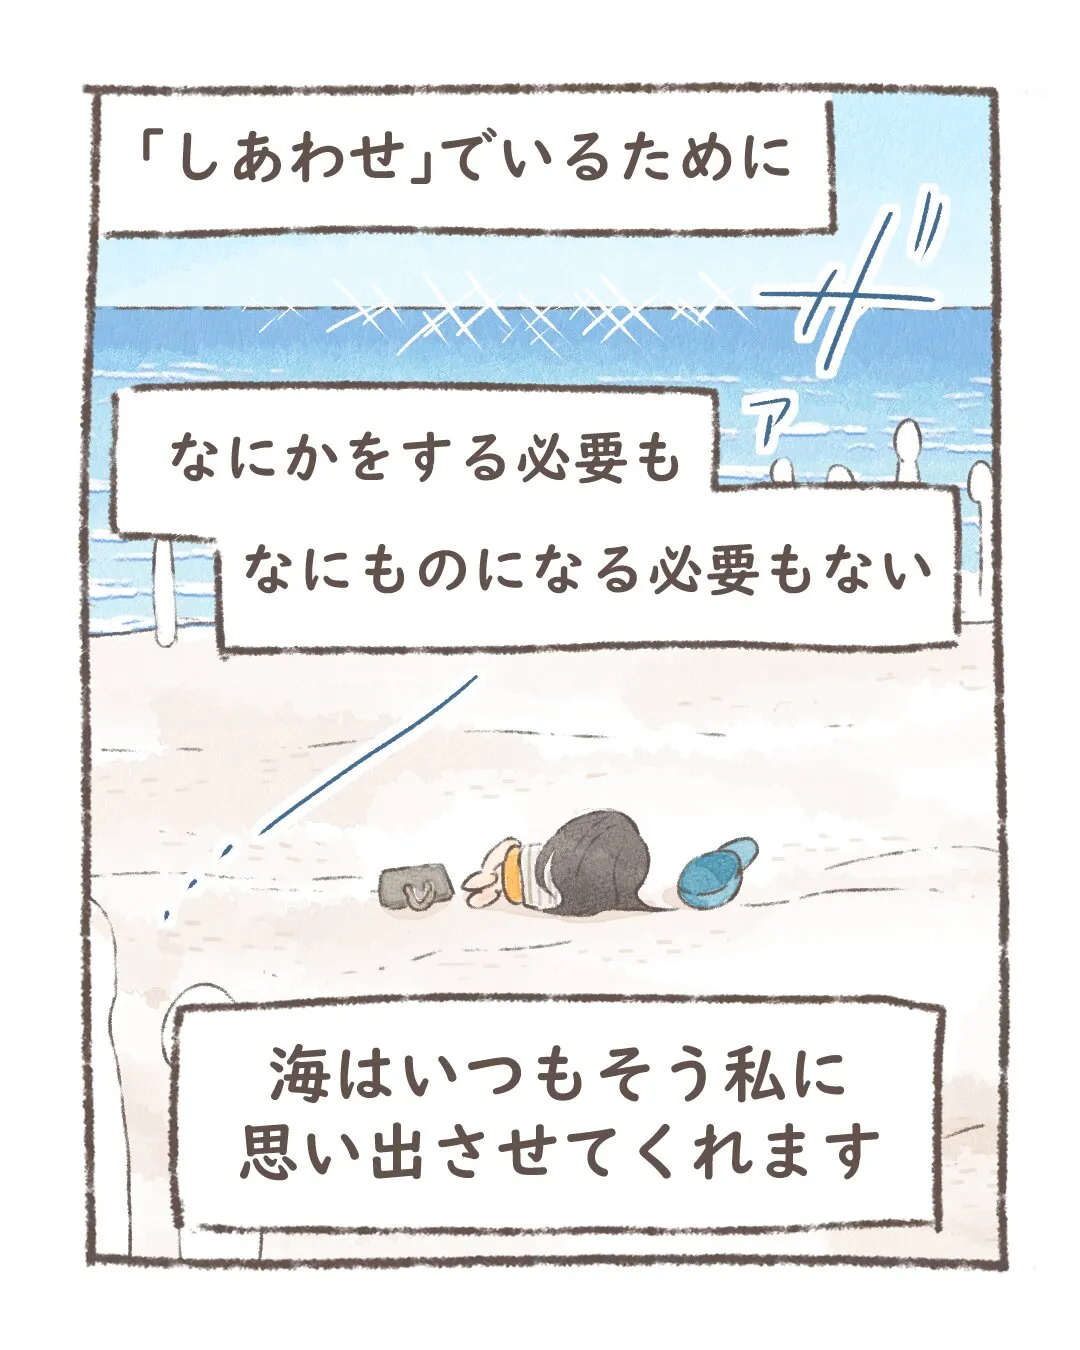 「しあわせ」でいるために
ザァ
なにかをする必要も
なにものになる必要もない
海はいつもそう私に
思い出させてくれます